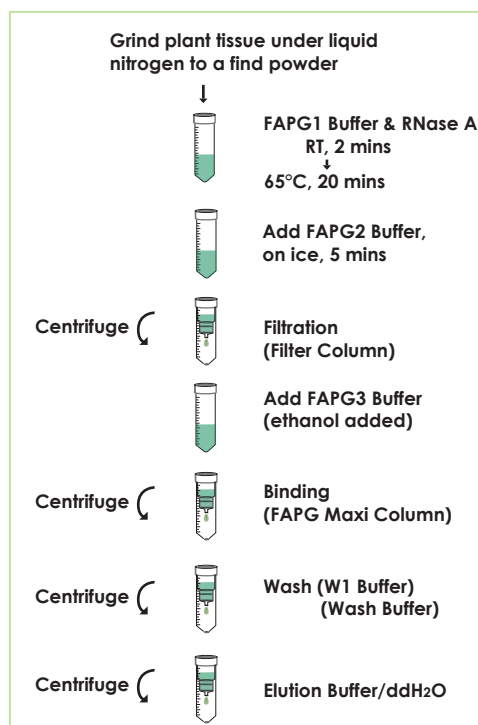 Grind plant tissue under liquid
nitrogen to a find powder
FAPG1 Buffer & RNase A
RT, 2 mins
65°C, 20 mins
Add FAPG2 Buffer,
on ice, 5 mins
Centrifuge
Filtration
(Filter Column)
Add FAPG3 Buffer
(ethanol added)
Centrifuge
Binding
(FAPG Maxi Column)
Centrifuge
Wash (W1 Buffer)
(Wash Buffer)
Centrifuge
Elution Buffer/ddH2O